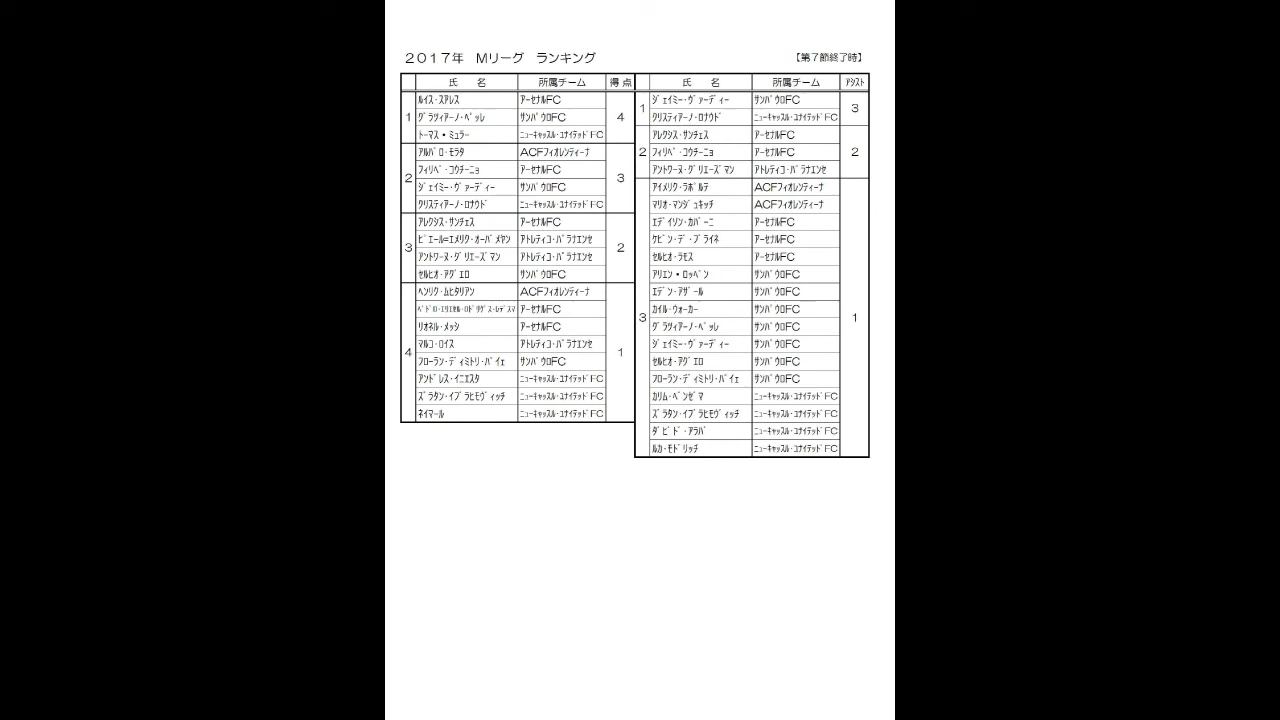 2017年　Mリーグ　ランキング　【第７節終了時】
氏　名　所属チーム　得 点
1
ﾙｲｽ･ｽｱﾚｽ　ｱｰｾﾅﾙFC
ｸﾞﾗﾂｨｱｰﾉ･ﾍﾟｯﾚ　ｻﾝﾊﾟｳﾛFC　4
ﾄｰﾏｽ・ﾐｭﾗｰ　ﾆｭｰｷｬｯｽﾙ･ﾕﾅｲﾃｯﾄﾞFC
2
ｱﾙﾊﾞﾛ･ﾓﾗﾀ　ACFﾌｨｵﾚﾝﾃｨｰﾅ
ﾌｨﾘﾍﾟ･ｺｳﾁｰﾆｮ　ｱｰｾﾅﾙFC
ｼﾞｪｲﾐｰ･ｳﾞｧｰﾃﾞｨｰ　ｻﾝﾊﾟｳﾛFC　3
ｸﾘｽﾃｨｱｰﾉ･ﾛﾅｳﾄﾞ　ﾆｭｰｷｬｯｽﾙ･ﾕﾅｲﾃｯﾄﾞFC
3
ｱﾚｸｼｽ･ｻﾝﾁｪｽ　ｱｰｾﾅﾙFC
ﾋﾟｴｰﾙ=ｴﾒﾘｸ･ｵｰﾊﾞﾒﾔﾝ　ｱﾄﾚﾃｨｺ･ﾊﾟﾗﾅｴﾝｾ
ｱﾝﾄﾜｰﾇ･ｸﾞﾘｴｰｽﾞﾏﾝ　ｱﾄﾚﾃｨｺ･ﾊﾟﾗﾅｴﾝｾ　2
ｾﾙﾋｵ･ｱｸﾞｴﾛ　ｻﾝﾊﾟｳﾛFC
4
ﾍﾝﾘｸ･ﾑﾋﾀﾘｱﾝ　ACFﾌｨｵﾚﾝﾃｨｰﾅ
ﾍﾟﾄﾞﾛ･ｴﾘｴｾﾙ･ﾛﾄﾞﾘｹﾞｽ･ﾚﾃﾞｽﾏ　ｱｰｾﾅﾙFC
ﾘｵﾈﾙ･ﾒｯｼ　ｱｰｾﾅﾙFC
ﾏﾙｺ･ﾛｲｽ　ｱﾄﾚﾃｨｺ･ﾊﾟﾗﾅｴﾝｾ
ﾌﾛｰﾗﾝ･ﾃﾞｨﾐﾄﾘ･ﾊﾟｲｪ　ｻﾝﾊﾟｳﾛFC　1
ｱﾝﾄﾞﾚｽ･ｲﾆｴｽﾀ　ﾆｭｰｷｬｯｽﾙ･ﾕﾅｲﾃｯﾄﾞFC
ｽﾞﾗﾀﾝ･ｲﾌﾞﾗﾋﾓｳﾞｨｯﾁ　ﾆｭｰｷｬｯｽﾙ･ﾕﾅｲﾃｯﾄﾞFC
ﾈｲﾏｰﾙ　ﾆｭｰｷｬｯｽﾙ･ﾕﾅｲﾃｯﾄﾞFC
氏　名　所属チーム　ｱｼｽﾄ
1
ｼﾞｪｲﾐｰ･ｳﾞｧｰﾃﾞｨｰ　ｻﾝﾊﾟｳﾛFC　3
ｸﾘｽﾃｨｱｰﾉ･ﾛﾅｳﾄﾞ　ﾆｭｰｷｬｯｽﾙ･ﾕﾅｲﾃｯﾄﾞFC
2
ｱﾚｸｼｽ･ｻﾝﾁｪｽ　ｱｰｾﾅﾙFC
ﾌｨﾘﾍﾟ･ｺｳﾁｰﾆｮ　ｱｰｾﾅﾙFC　2
ｱﾝﾄﾜｰﾇ･ｸﾞﾘｴｰｽﾞﾏﾝ　ｱﾄﾚﾃｨｺ･ﾊﾟﾗﾅｴﾝｾ
3
ｱｲﾒﾘｸ･ﾗﾎﾟﾙﾃ　ACFﾌｨｵﾚﾝﾃｨｰﾅ
ﾏﾘｵ･ﾏﾝｼﾞｭｷｯﾁ　ACFﾌｨｵﾚﾝﾃｨｰﾅ
ｴﾃﾞｲｿﾝ･ｶﾊﾞｰﾆ　ｱｰｾﾅﾙFC
ｹﾋﾞﾝ･ﾃﾞ･ﾌﾞﾗｲﾈ　ｱｰｾﾅﾙFC
ｾﾙﾋｵ･ﾗﾓｽ　ｱｰｾﾅﾙFC
ｱﾘｴﾝ・ﾛｯﾍﾞﾝ　ｻﾝﾊﾟｳﾛFC
ｴﾃﾞﾝ･ｱｻﾞｰﾙ　ｻﾝﾊﾟｳﾛFC
ｶｲﾙ･ｳｫｰｶｰ　ｻﾝﾊﾟｳﾛFC
ｸﾞﾗﾂｨｱｰﾉ･ﾍﾟｯﾚ　ｻﾝﾊﾟｳﾛFC　1
ｼﾞｪｲﾐｰ･ｳﾞｧｰﾃﾞｨｰ　ｻﾝﾊﾟｳﾛFC
ｾﾙﾋｵ･ｱｸﾞｴﾛ　ｻﾝﾊﾟｳﾛFC
ﾌﾛｰﾗﾝ･ﾃﾞｨﾐﾄﾘ･ﾊﾟｲｪ　ｻﾝﾊﾟｳﾛFC
ｶﾘﾑ･ﾍﾞﾝｾﾞﾏ　ﾆｭｰｷｬｯｽﾙ･ﾕﾅｲﾃｯﾄﾞFC
ｽﾞﾗﾀﾝ･ｲﾌﾞﾗﾋﾓｳﾞｨｯﾁ　ﾆｭｰｷｬｯｽﾙ･ﾕﾅｲﾃｯﾄﾞFC
ﾀﾞﾋﾞﾄﾞ･ｱﾗﾊﾞ　ﾆｭｰｷｬｯｽﾙ･ﾕﾅｲﾃｯﾄﾞFC
ﾙｶ･ﾓﾄﾞﾘｯﾁ　ﾆｭｰｷｬｯｽﾙ･ﾕﾅｲﾃｯﾄﾞFC